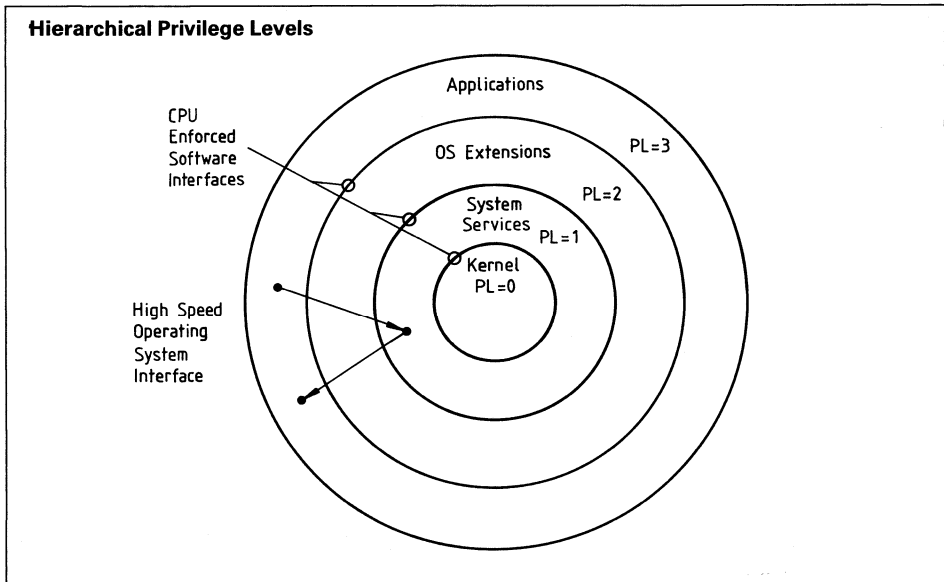 Hierarchical Privilege Levels
Applications
CPU
Enforced
Software
Interfaces
PL=3
OS Extensions
PL=2
System
Services
PL=1
Kernel
PL=0
High Speed
Operating
System
Interface